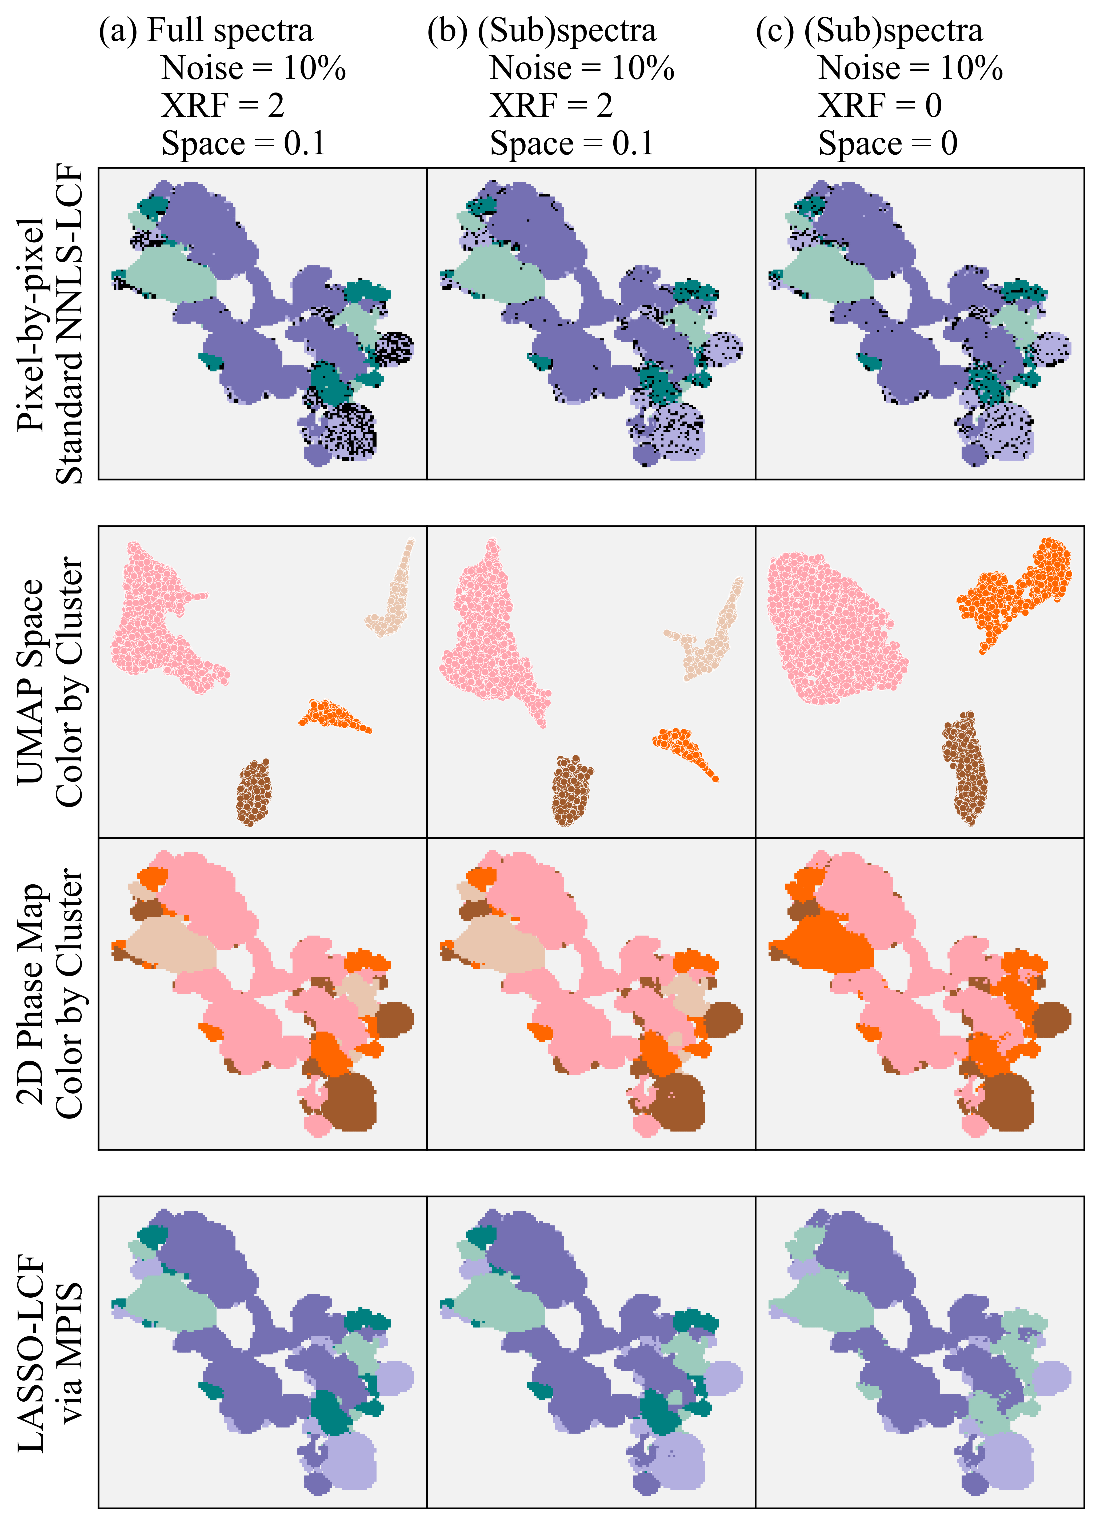 (a) Full spectra
Noise = 10%
XRF = 2
Space = 0.1
(b) (Sub)spectra
Noise = 10%
XRF = 2
Space = 0.1
(c) (Sub)spectra
Noise = 10%
XRF = 0
Space = 0
Pixel-by-pixel
Standard NNLS-LCF
UMAP Space
Color by Cluster
2D Phase Map
Color by Cluster
LASSO-LCF
via MPIS